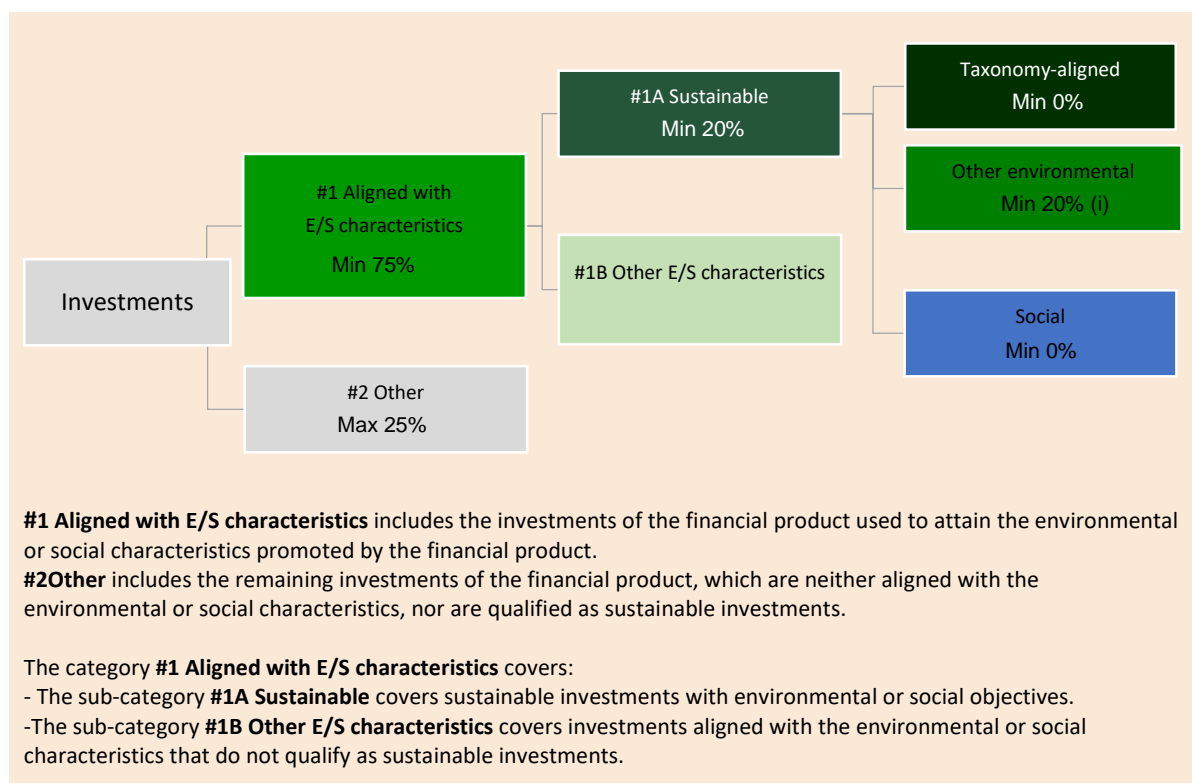 Investments
#1 Aligned with
E/S characteristics
Min 75%
#2 Other
Max 25%
#1A Sustainable
Min 20%
#1B Other E/S characteristics
Taxonomy-aligned
Min 0%
Other environmental
Min 20% (i)
Social
Min 0%
#1 Aligned with E/S characteristics includes the investments of the financial product used to attain the environmental
or social characteristics promoted by the financial product.
#2Other includes the remaining investments of the financial product, which are neither aligned with the
environmental or social characteristics, nor are qualified as sustainable investments.
The category #1 Aligned with E/S characteristics covers:
- The sub-category #1A Sustainable covers sustainable investments with environmental or social objectives.
-The sub-category #1B Other E/S characteristics covers investments aligned with the environmental or social
characteristics that do not qualify as sustainable investments.